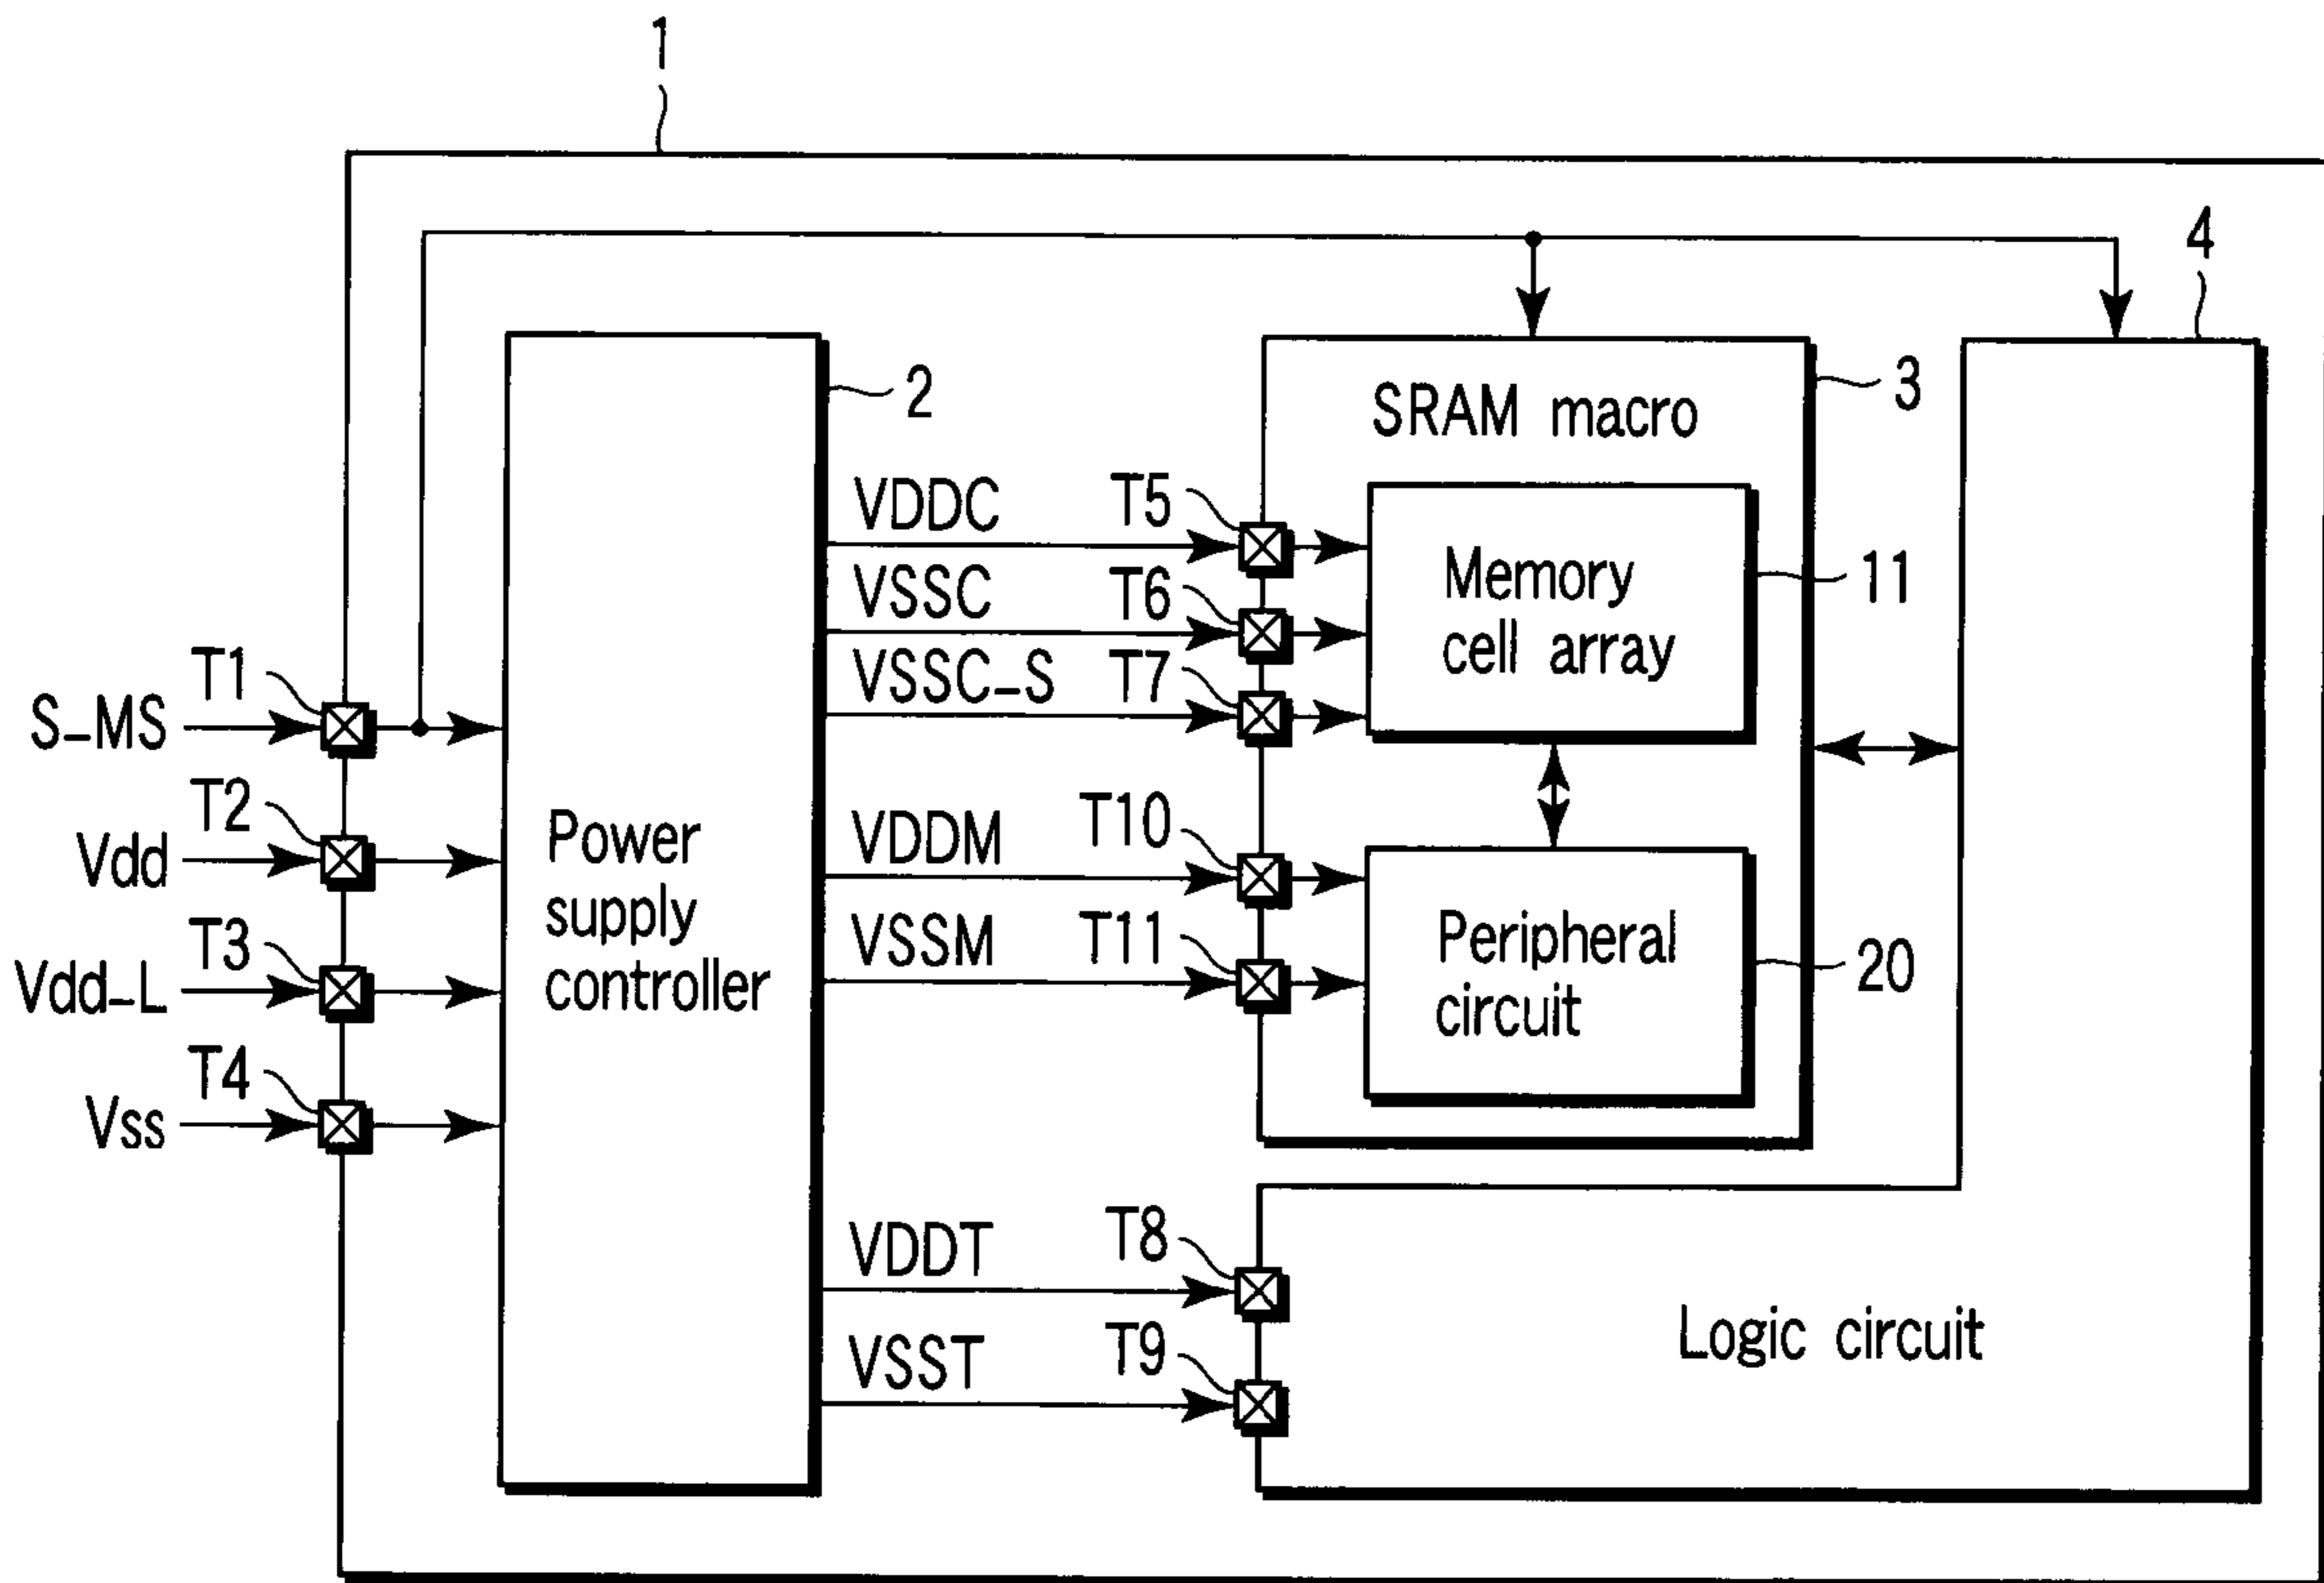 1
4
2
3
SRAM macro
VDDC
T5
Memory
cell array
11
VSSC
T6
VSSC-S
T7
T1
S-MS
T2
Vdd
T3
Vdd-L
T4
Vss
Power
supply
controller
VDDM
T10
VSSM
T11
Peripheral
circuit
20
VDDT
T8
VSST
T9
Logic circuit